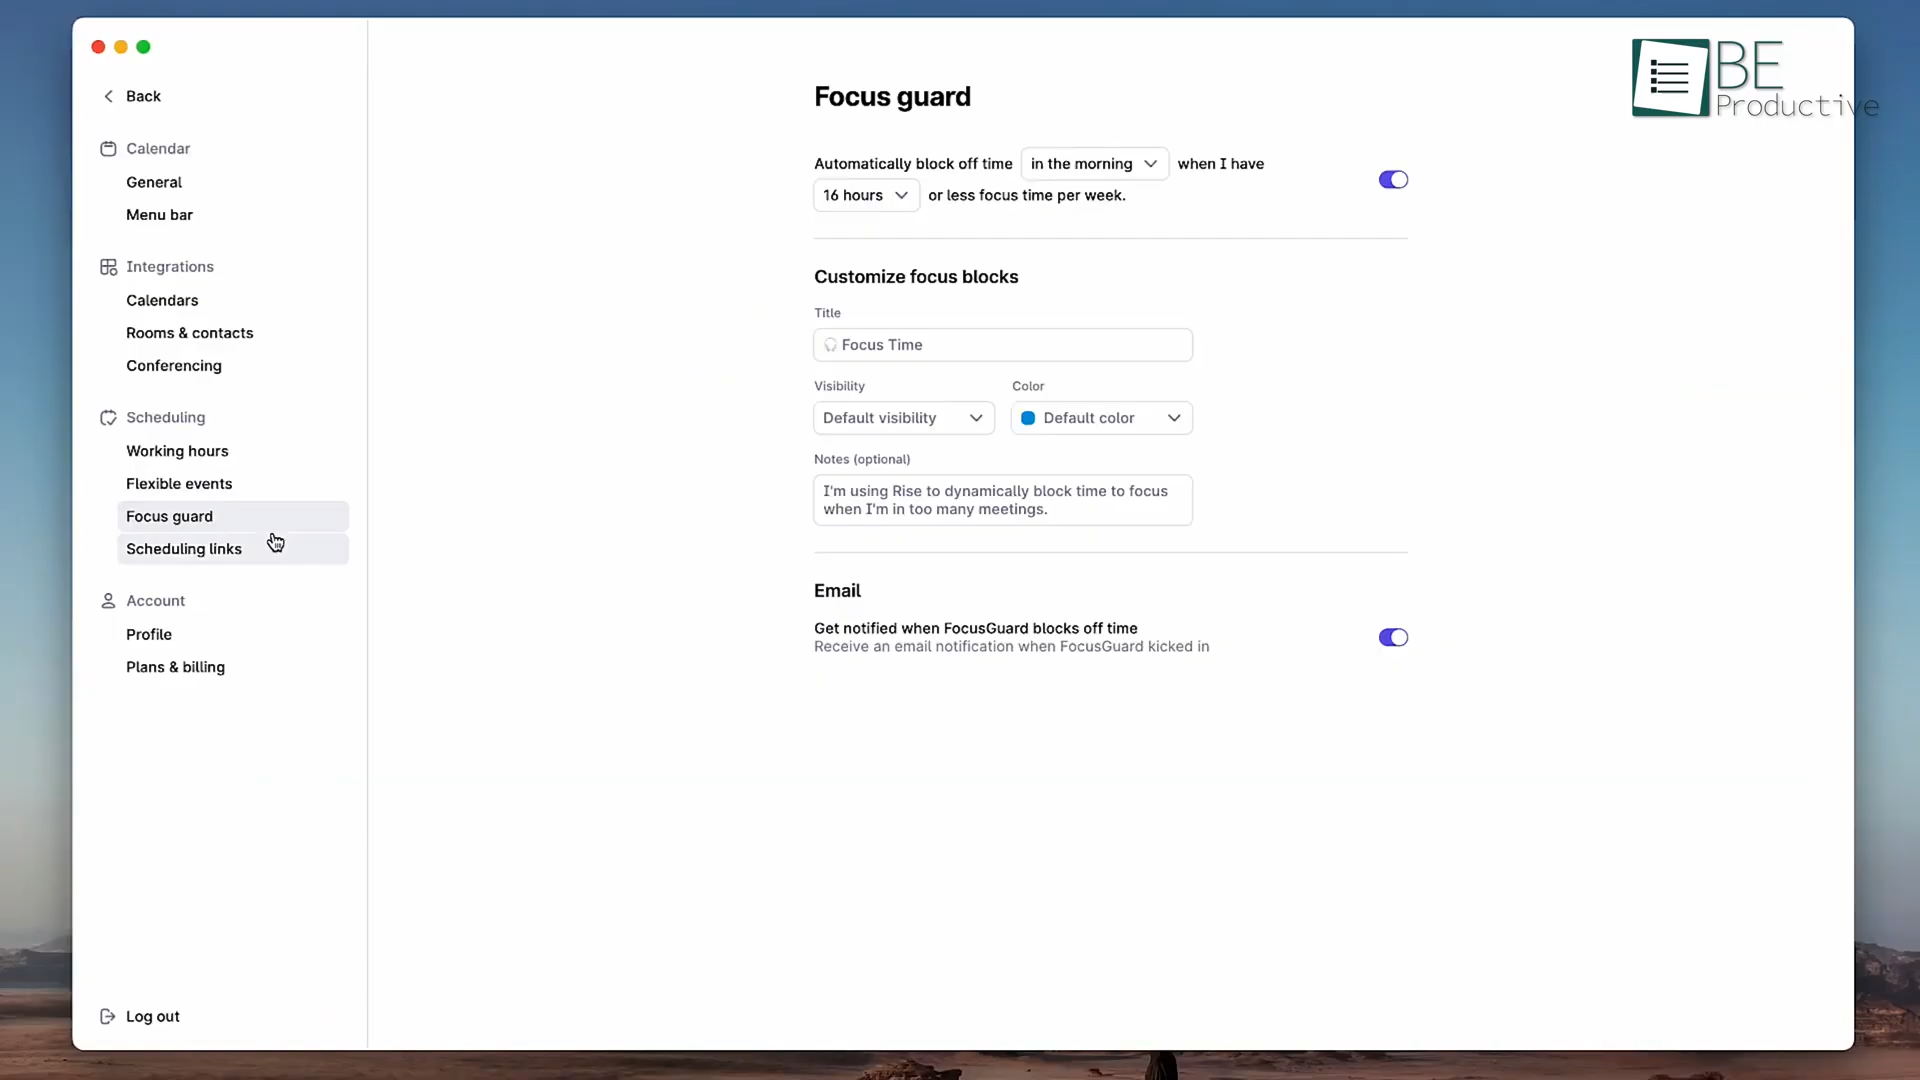 BE
Productive
Back
Calendar
General
Menu bar
Integrations
Calendars
Rooms & contacts
Conferencing
Scheduling
Working hours
Flexible events
Focus guard
Scheduling links
Account
Profile
Plans & billing
Log out
Focus guard
Automatically block off time in the morning when I have
16 hours or less focus time per week.
Customize focus blocks
Title
Focus Time
Visibility Color
Default visibility Default color
Notes (optional)
I'm using Rise to dynamically block time to focus
when I'm in too many meetings.
Email
Get notified when FocusGuard blocks off time
Receive an email notification when FocusGuard kicked in